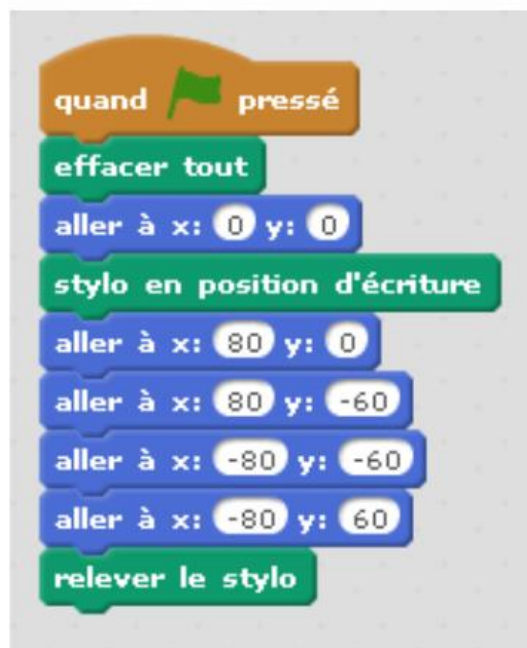 quand pressé
effacer tout
aller à x: 0 y: 0
stylo en position d'écriture
aller à x: 80 y: 0
aller à x: 80 y: -60
aller à x: -80 y: -60
aller à x: -80 y: 60
relever le stylo